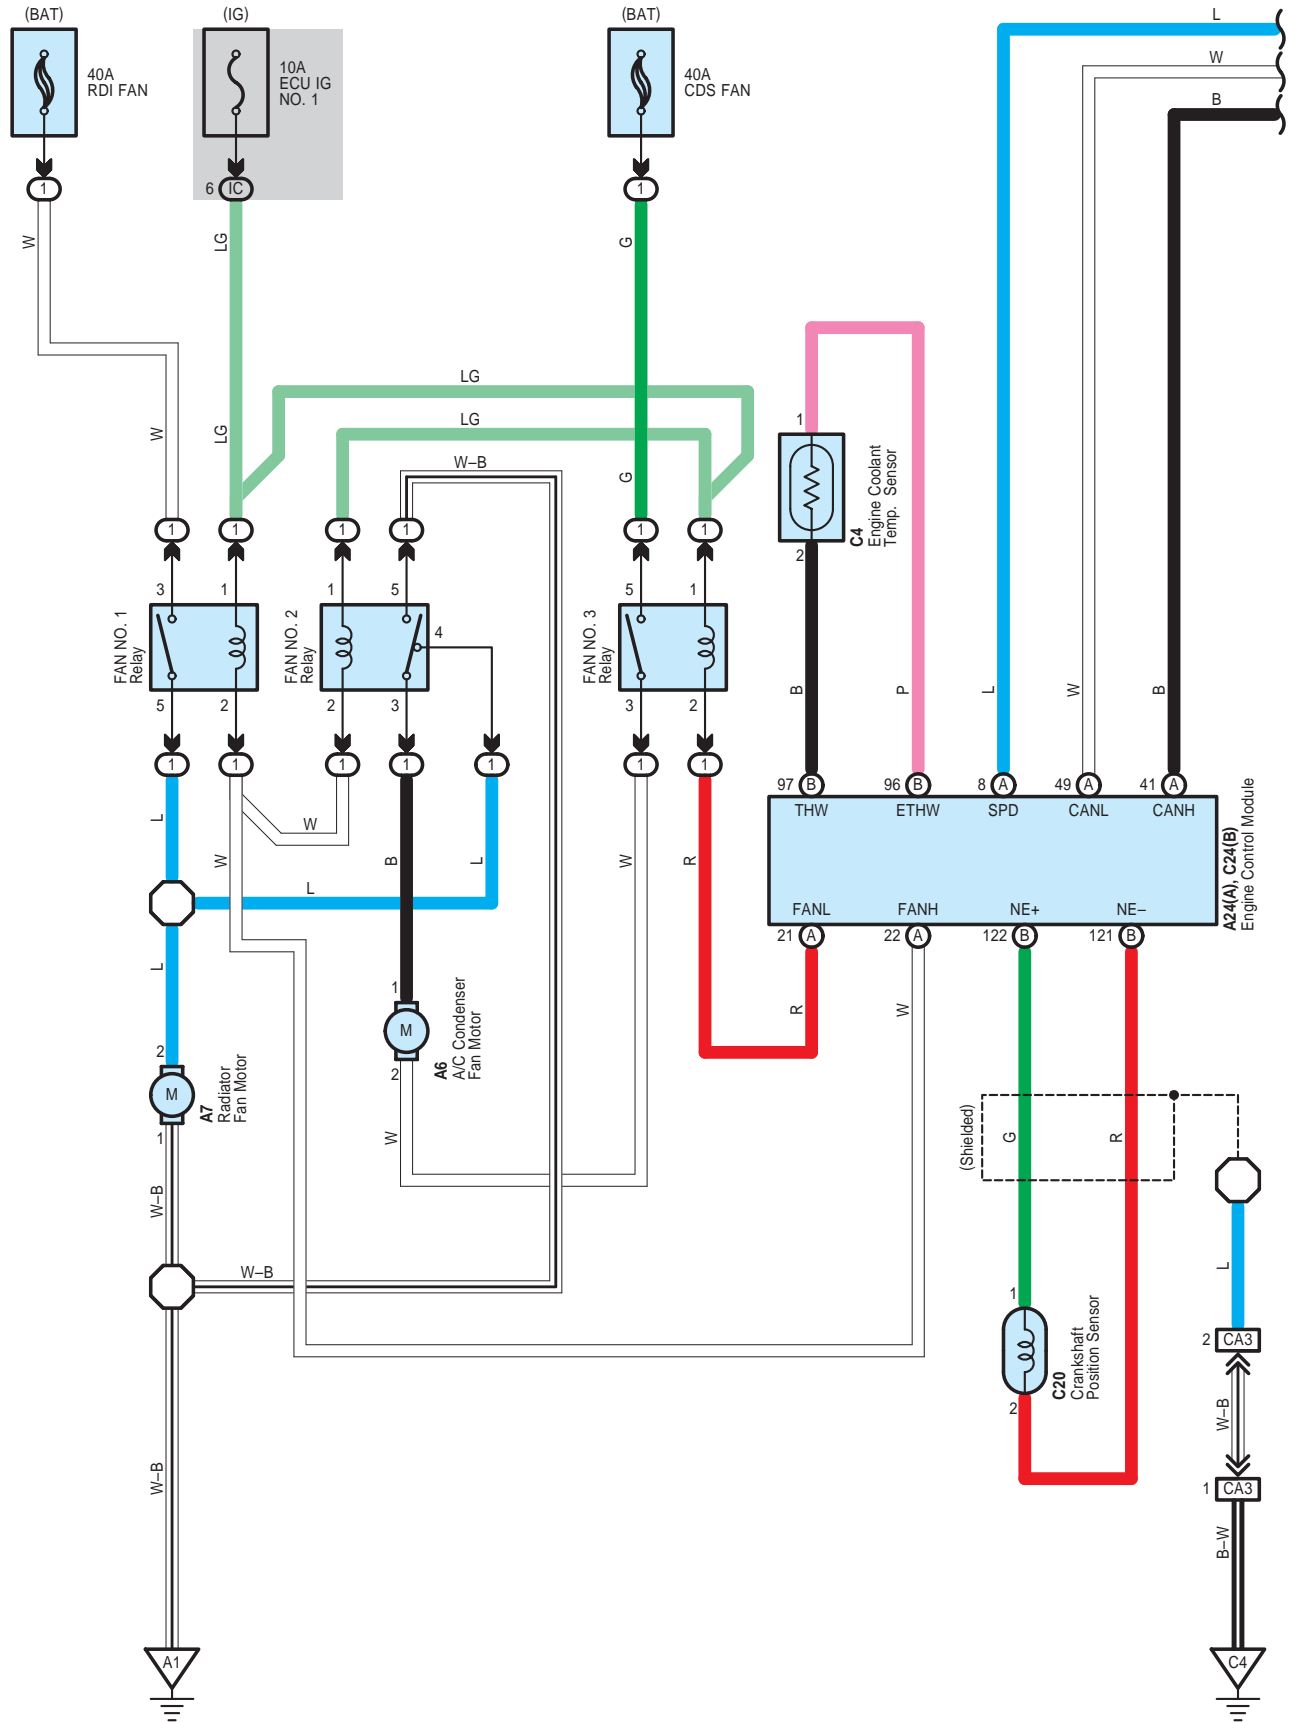 (BAT)
(IG)
(BAT)
L
W
B
40A
RDI FAN
10A
ECU IG
NO. 1
40A
CDS FAN
1
6
IC
1
W
LG
G
LG
LG
W
LG
G
W–B
1
1
1
1
1
1
1
C4
Engine Coolant
Temp. Sensor
2
3
1
1
5
5
1
FAN NO. 1
Relay
FAN NO. 2
Relay
4
FAN NO. 3
Relay
5
2
2
3
3
2
B
P
L
W
B
1
1
1
1
1
1
1
97
B
96
B
8
A
49
A
41
A
THW
ETHW
SPD
CANL
CANH
A24(A), C24(B)
Engine Control Module
L
W
W
B
L
W
R
L
FANL
FANH
NE+
NE–
21
A
22
A
122
B
121
B
L
1
M
2
A6
A/C Condenser
Fan Motor
R
W
2
M
1
A7
Radiator
Fan Motor
W
(Shielded)
G
R
W–B
W–B
L
1
C20
Crankshaft
Position Sensor
2
2
CA3
W–B
1
CA3
W–B
B–W
A1
C4